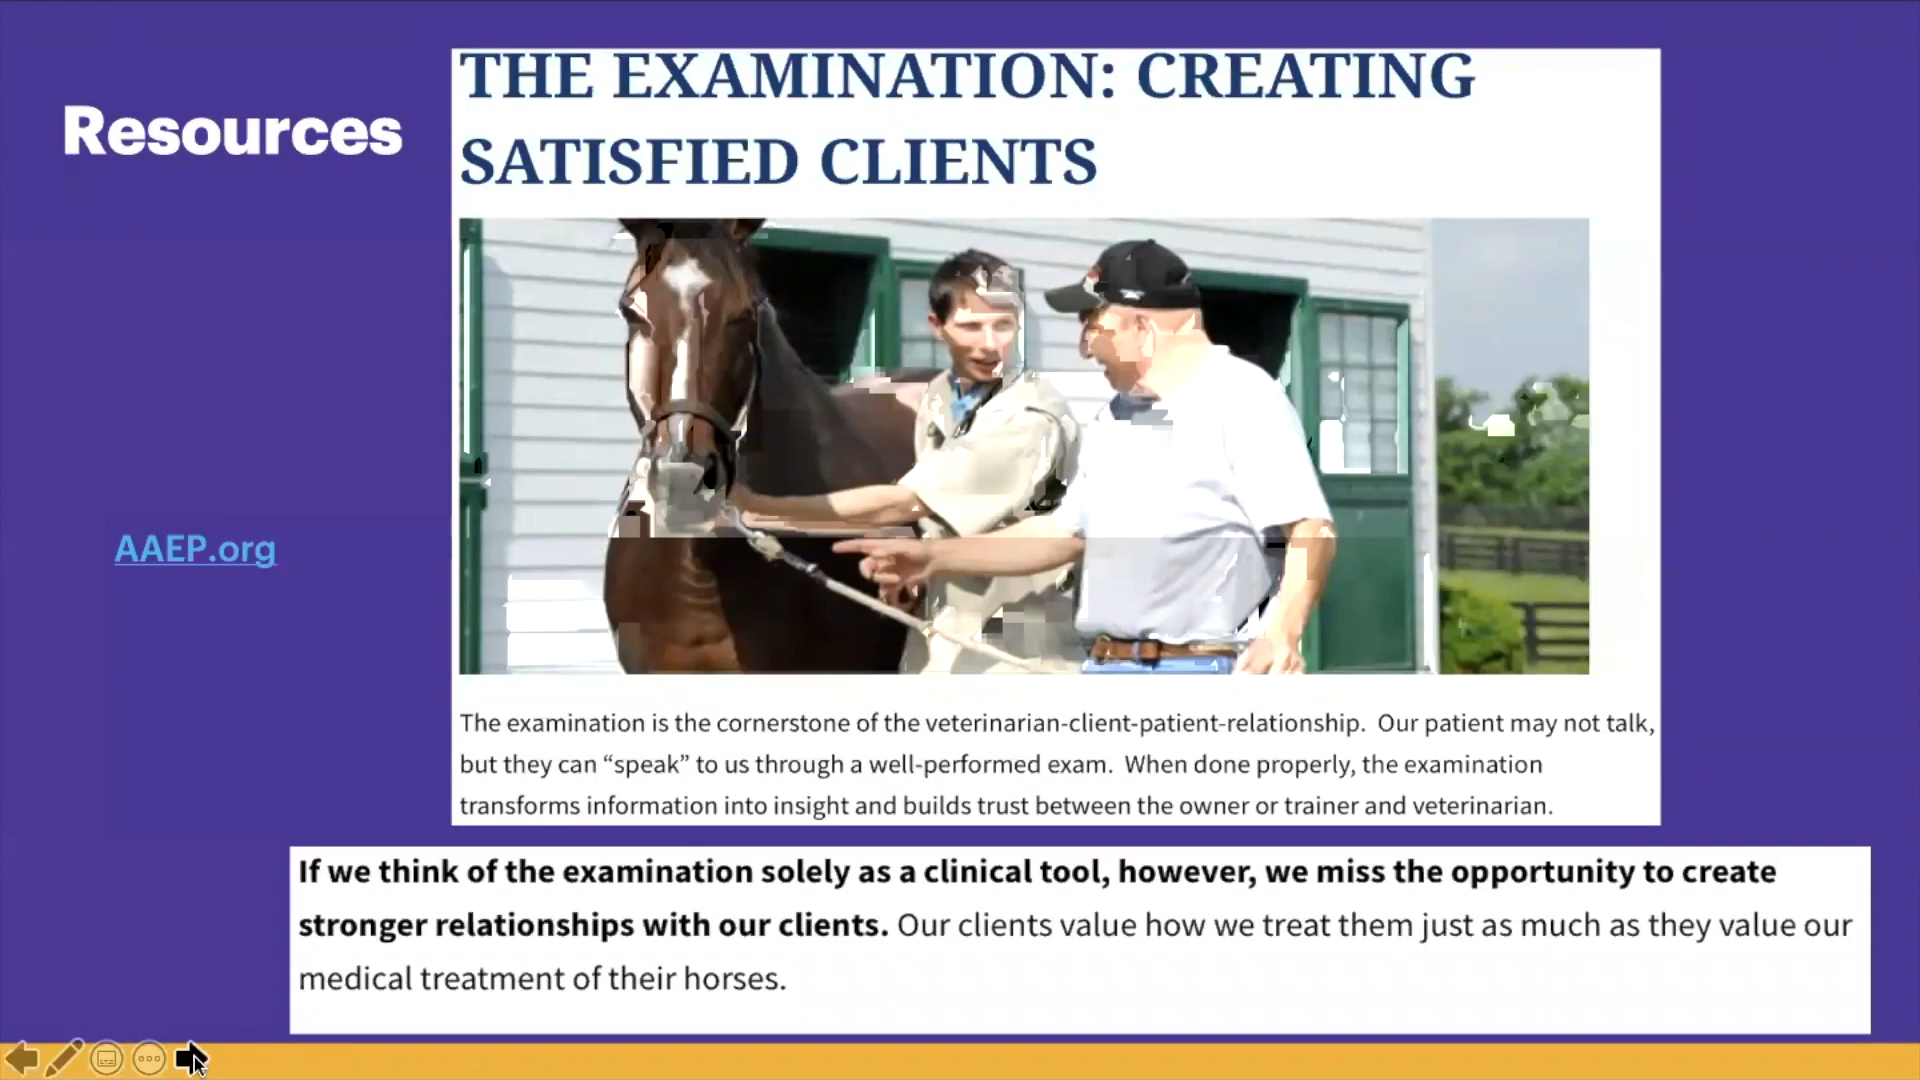 Resources
THE EXAMINATION: CREATING
SATISFIED CLIENTS
AAEP.org
The examination is the cornerstone of the veterinarian-client-patient-relationship.  Our patient may not talk,
but they can “speak” to us through a well-performed exam.  When done properly, the examination
transforms information into insight and builds trust between the owner or trainer and veterinarian.
If we think of the examination solely as a clinical tool, however, we miss the opportunity to create
stronger relationships with our clients. Our clients value how we treat them just as much as they value our
medical treatment of their horses.